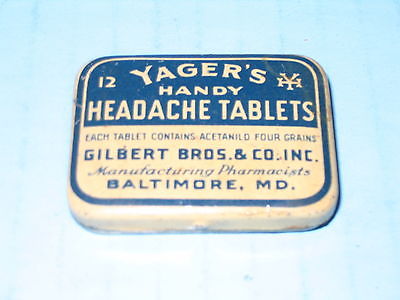 12 YAGER'S YH
HANDY
HEADACHE TABLETS
EACH TABLET CONTAINS-ACETANILD FOUR GRAINS
GILBERT BROS. & CO. INC.
Manufacturing Pharmacists
BALTIMORE, MD.